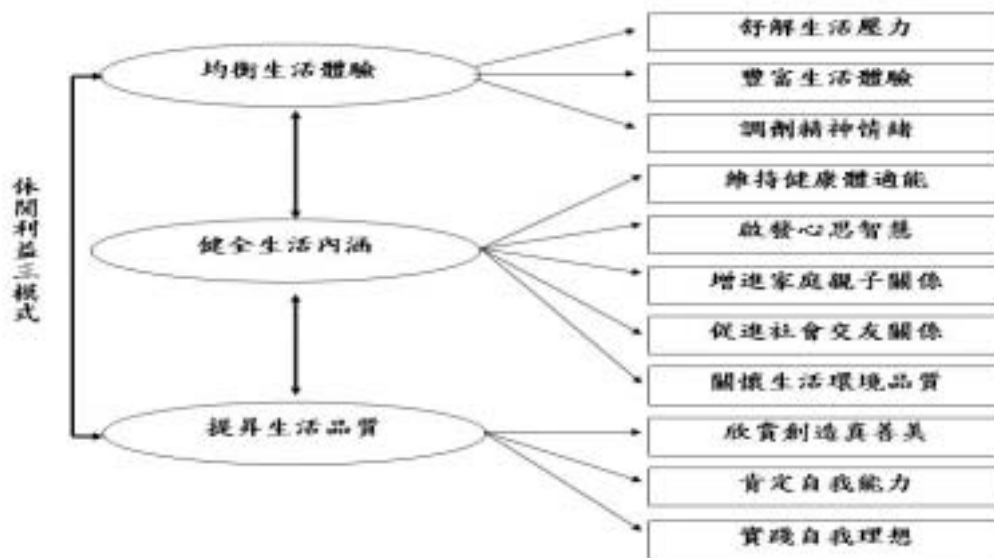 休閒利益三模式
均衡生活體驗
舒解生活壓力
豐富生活體驗
調劑精神情緒
健全生活內涵
維持健康體適能
啟發心思智慧
增進家庭親子關係
促進社會交友關係
關懷生活環境品質
提昇生活品質
欣賞創造真善美
肯定自我能力
實踐自我理想